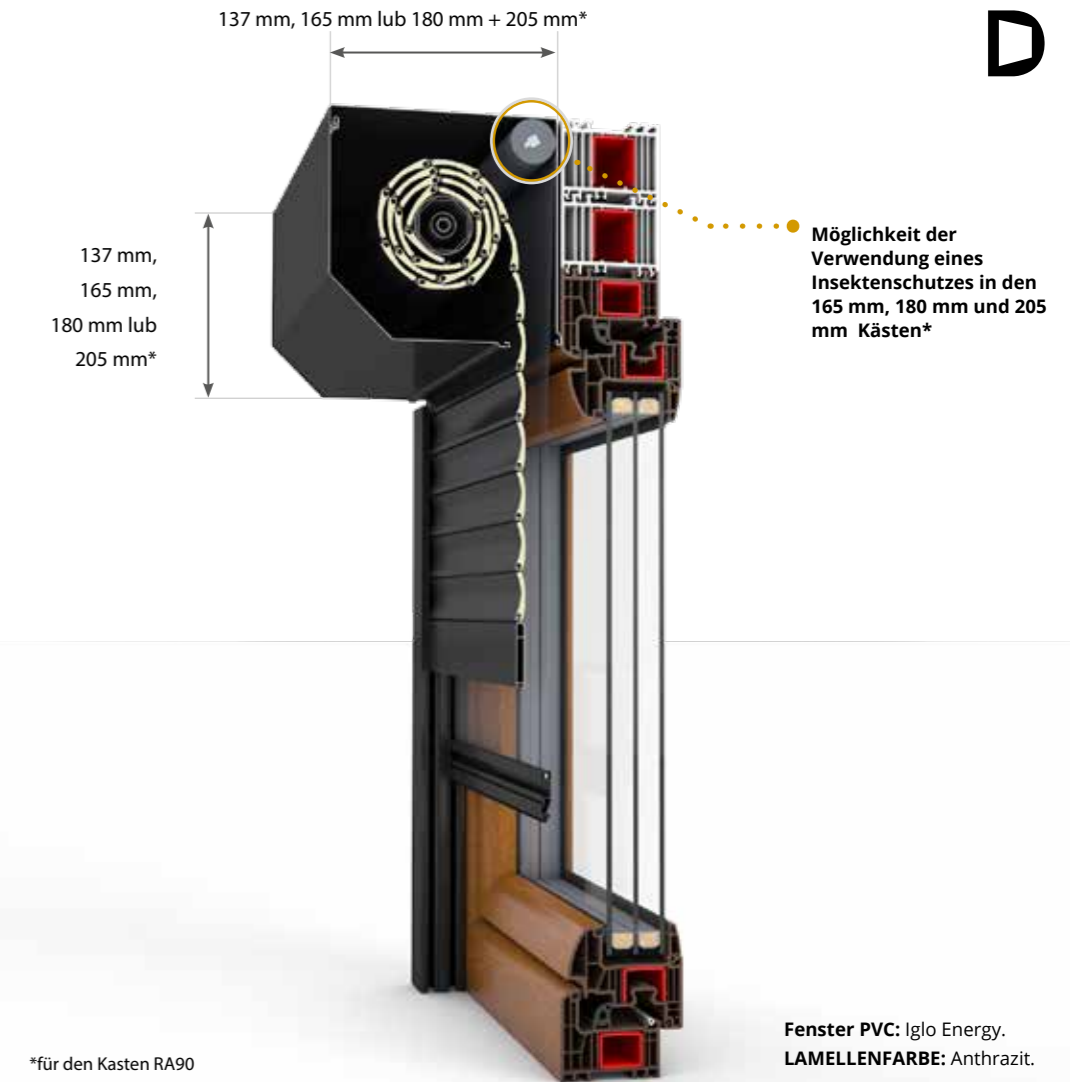 137 mm, 165 mm lub 180 mm + 205 mm*
137 mm,
165 mm,
180 mm lub
205 mm*
Möglichkeit der
Verwendung eines
Insektenschutzes in den
165 mm, 180 mm und 205
mm Kästen*
Fenster PVC: Iglo Energy.
LAMELLENFARBE: Anthrazit.
*für den Kasten RA90